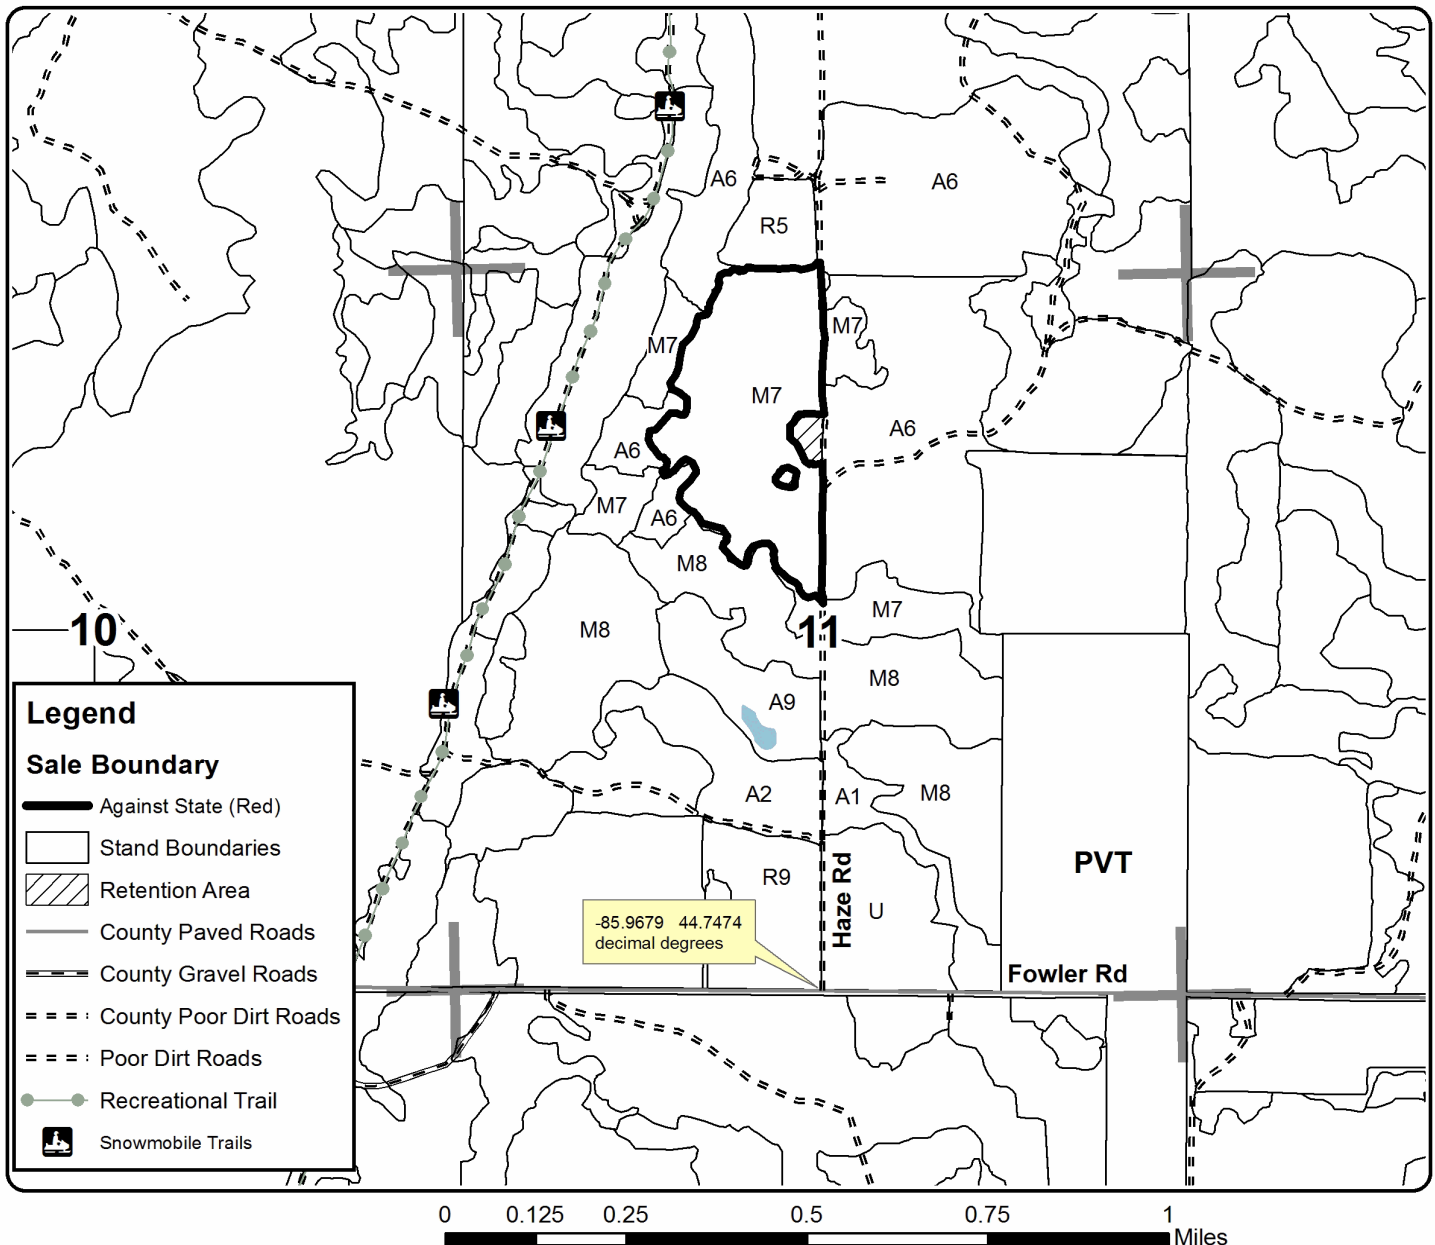 A6
A6
R5
M7
M7
M7
A6
A6
M7
A6
M8
M7
10
11
M8
M8
A9
A2
A1
M8
PVT
R9
Haze Rd
U
-85.9679 44.7474
decimal degrees
Fowler Rd
Legend
Sale Boundary
Against State (Red)
Stand Boundaries
Retention Area
County Paved Roads
County Gravel Roads
County Poor Dirt Roads
Poor Dirt Roads
Recreational Trail
Snowmobile Trails
0 0.125 0.25 0.5 0.75 1
Miles